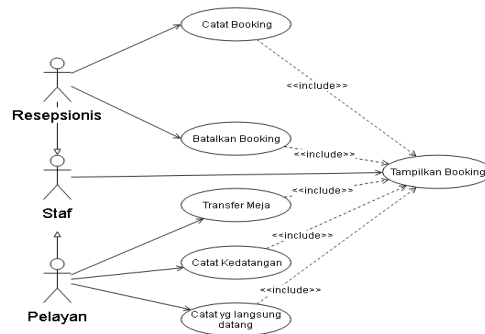 Catat Booking
<<include>>
Resepsionis
Batalkan Booking
<<include>>
Tampilkan Booking
Staf
Transfer Meja
<<include>>
<<include>>
Catat Kedatangan
<<include>>
Pelayan
Catat yg langsung
datang